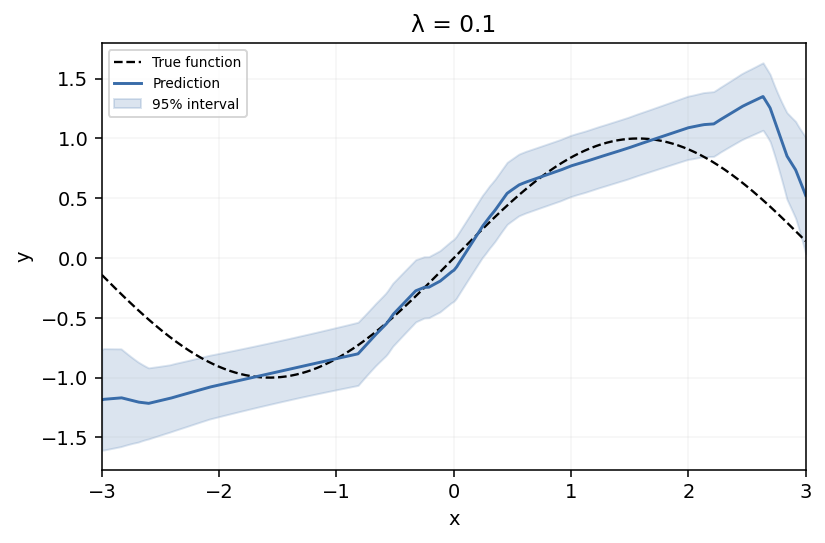 λ = 0.1
True function
Prediction
95% interval
1.5
1.0
0.5
0.0
−0.5
−1.0
−1.5
y
−3 −2 −1 0 1 2 3
x